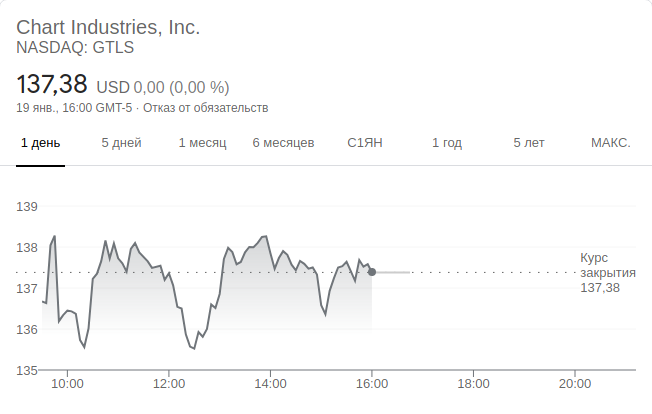 Chart Industries, Inc.
NASDAQ: GTLS
137,38 USD 0,00 (0,00 %)
19 янв., 16:00 GMT-5 · Отказ от обязательств
1 день 5 дней 1 месяц 6 месяцев С1ЯН 1 год 5 лет МАКС.
139
138
137
136
135
Курс
закрытия
137,38
10:00 12:00 14:00 16:00 18:00 20:00